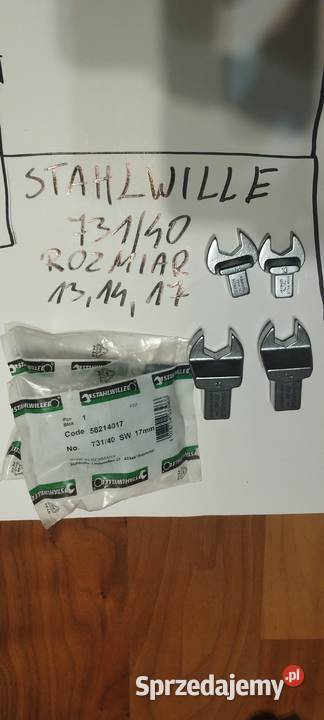 STAHLWILLE
731/40
ROZMIAR
13, 14, 17
STAHLWILLE
STAHLWILLE
1
Code 58214017
No. 731/40 SW 17mm
Sprzedajemy.pl